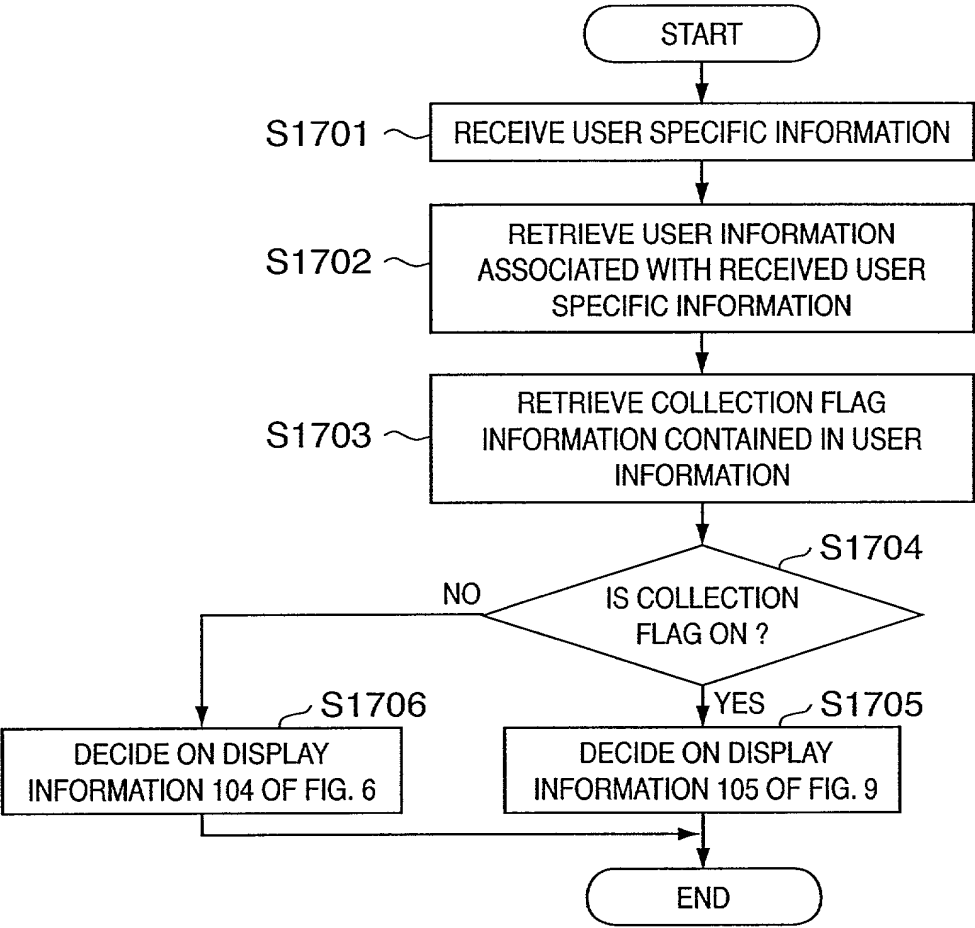 START
S1701
RECEIVE USER SPECIFIC INFORMATION
S1702
RETRIEVE USER INFORMATION
ASSOCIATED WITH RECEIVED USER
SPECIFIC INFORMATION
S1703
RETRIEVE COLLECTION FLAG
INFORMATION CONTAINED IN USER
INFORMATION
S1704
IS COLLECTION
FLAG ON ?
NO
YES
S1706
DECIDE ON DISPLAY
INFORMATION 104 OF FIG. 6
S1705
DECIDE ON DISPLAY
INFORMATION 105 OF FIG. 9
END